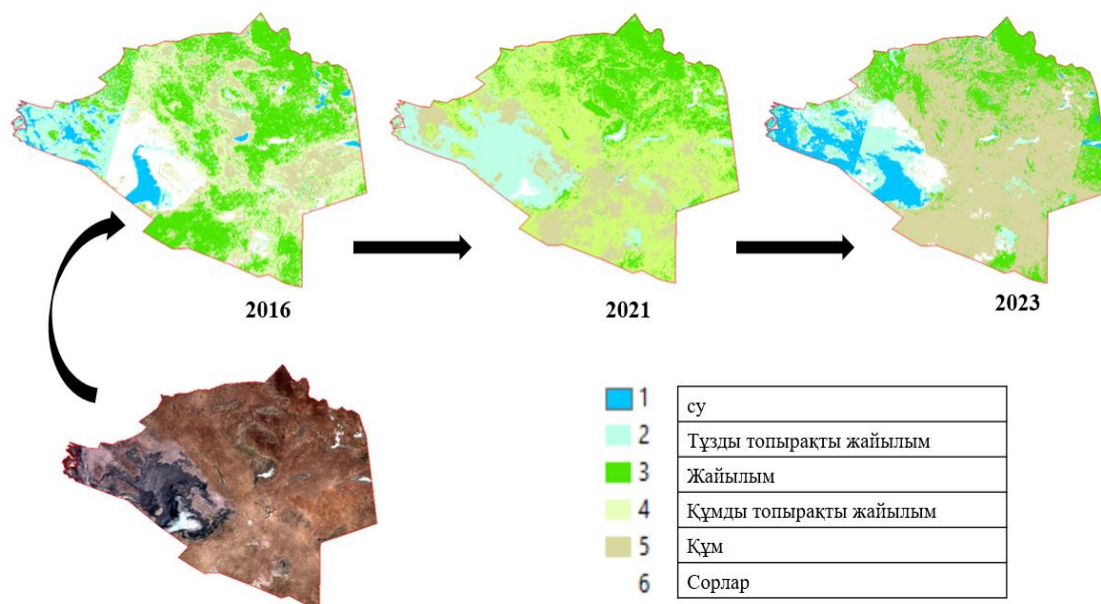 2016
2021
2023
1 су
2 Тұзды топырақты жайылым
3 Жайылым
4 Құмды топырақты жайылым
5 Құм
6 Сорлар